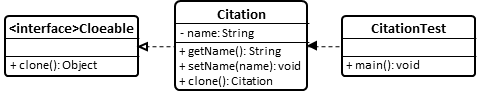 <interface>Cloeable
+ clone(): Object
Citation
- name: String
+ getName(): String
+ setName(name): void
+ clone(): Citation
CitationTest
+ main(): void